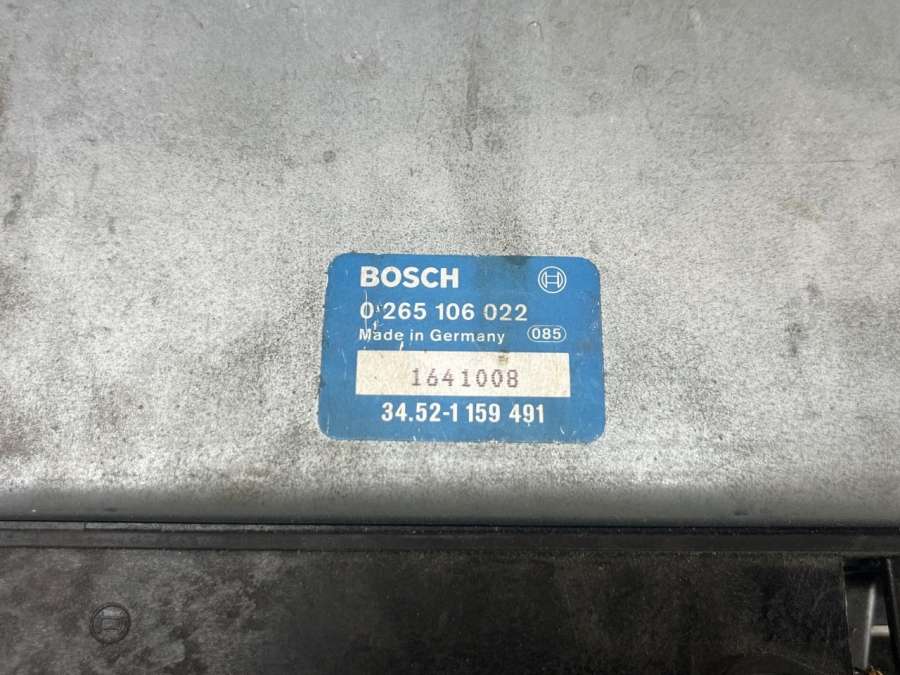 BOSCH
0 265 106 022
Made in Germany 085
1641008
34.52-1 159 491